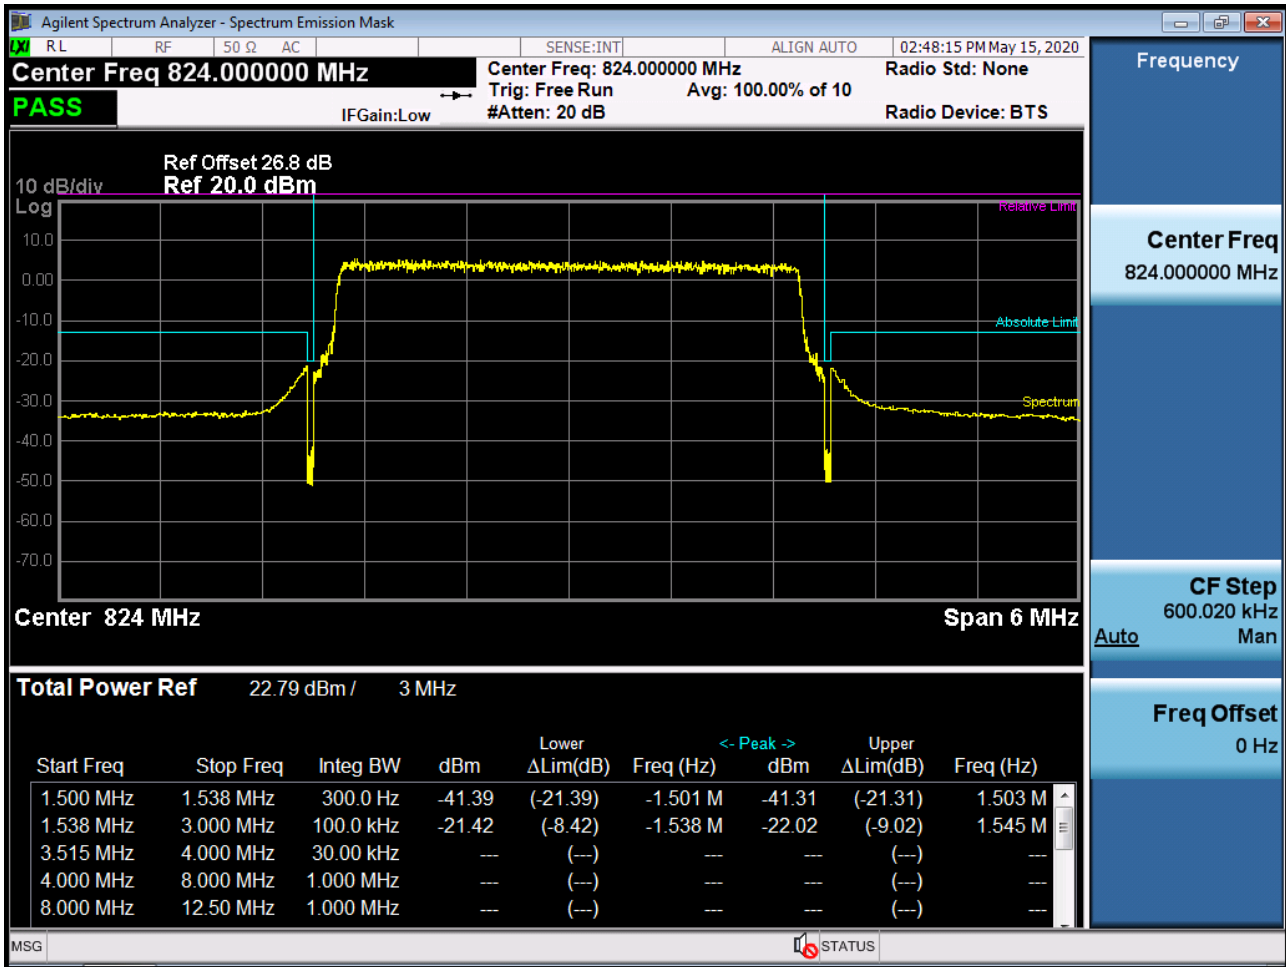 Agilent Spectrum Analyzer - Spectrum Emission Mask
LXI RL RF 50 Ω AC SENSE:INT ALIGN AUTO 02:48:15 PM May 15, 2020
Center Freq 824.000000 MHz
Center Freq: 824.000000 MHz Radio Std: None
Trig: Free Run Avg: 100.00% of 10
PASS IFGain:Low #Atten: 20 dB Radio Device: BTS
Ref Offset 26.8 dB
10 dB/div Ref 20.0 dBm
Log
Relative Limit
10.0
0.00
-10.0
Absolute Limit
-20.0
-30.0
Spectrum
-40.0
-50.0
-60.0
-70.0
Center 824 MHz Span 6 MHz
Total Power Ref 22.79 dBm / 3 MHz
Lower <- Peak -> Upper
Start Freq Stop Freq Integ BW dBm ΔLim(dB) Freq (Hz) dBm ΔLim(dB) Freq (Hz)
1.500 MHz 1.538 MHz 300.0 Hz -41.39 (-21.39) -1.501 M -41.31 (-21.31) 1.503 M
1.538 MHz 3.000 MHz 100.0 kHz -21.42 (-8.42) -1.538 M -22.02 (-9.02) 1.545 M
3.515 MHz 4.000 MHz 30.00 kHz --- (---) --- --- (---) ---
4.000 MHz 8.000 MHz 1.000 MHz --- (---) --- --- (---) ---
8.000 MHz 12.50 MHz 1.000 MHz --- (---) --- --- (---) ---
MSG STATUS
Frequency
Center Freq
824.000000 MHz
CF Step
600.020 kHz
Auto Man
Freq Offset
0 Hz